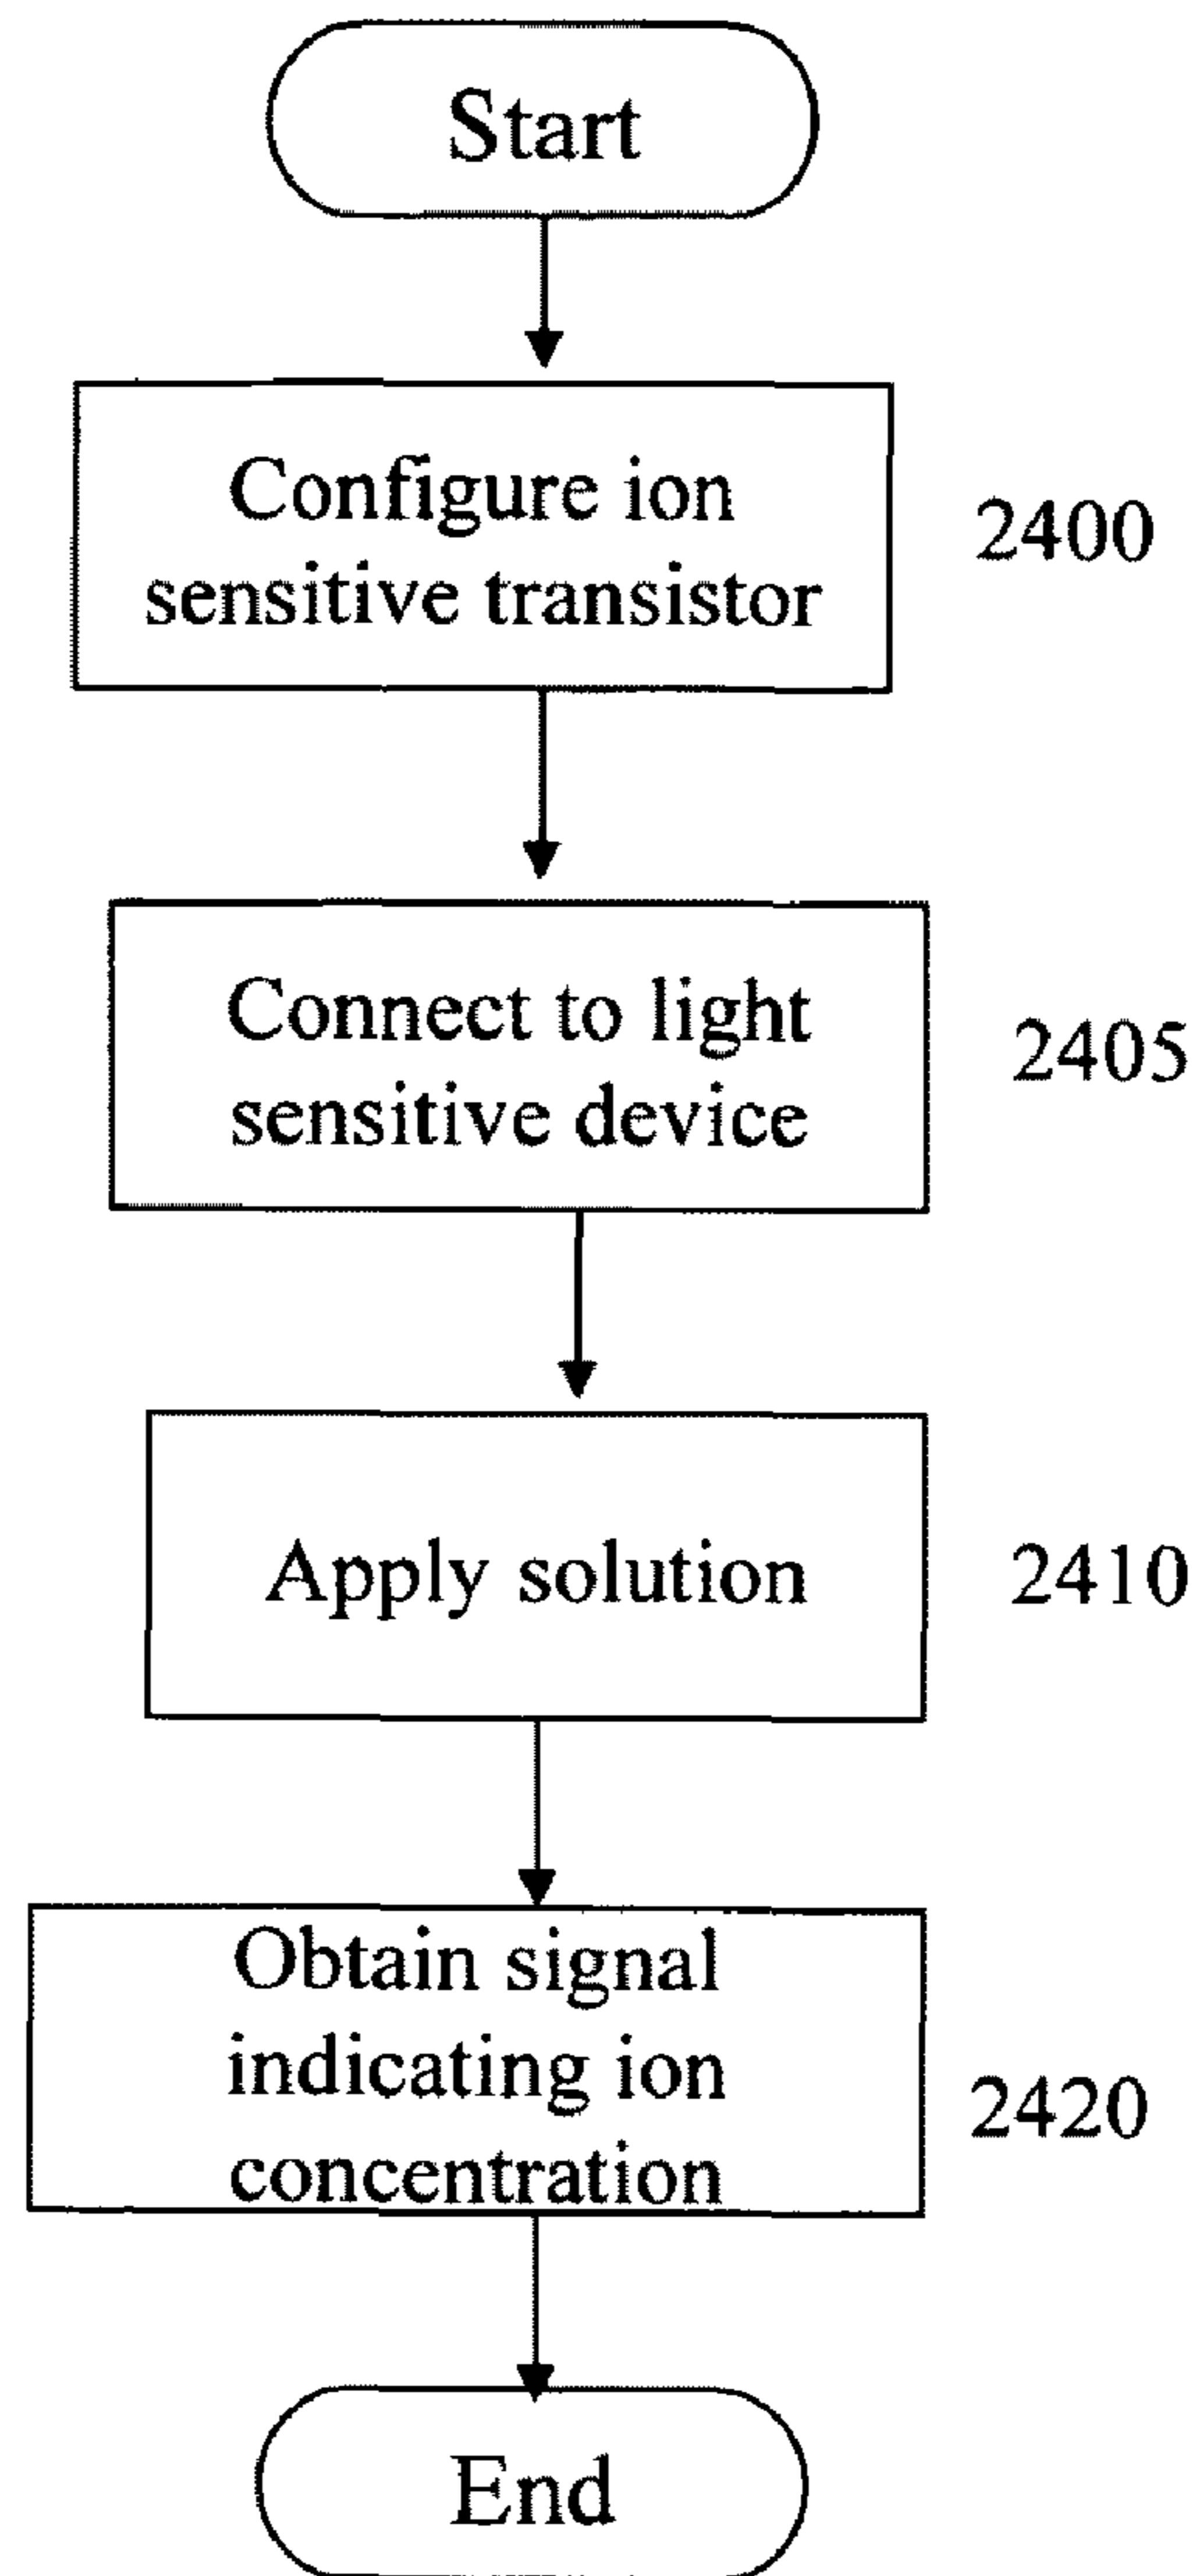 Start
Configure ion
sensitive transistor
2400
Connect to light
sensitive device
2405
Apply solution
2410
Obtain signal
indicating ion
concentration
2420
End